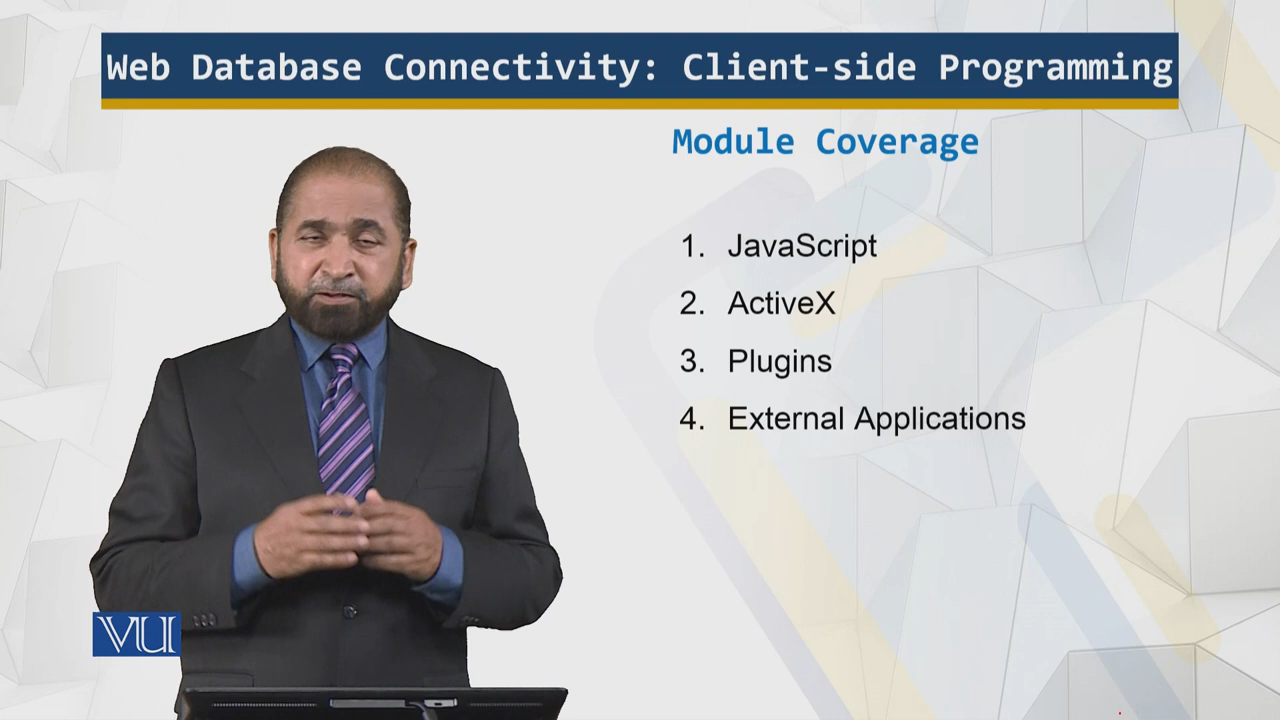 Web Database Connectivity: Client-side Programming
Module Coverage
1. JavaScript
2. ActiveX
3. Plugins
4. External Applications
VU